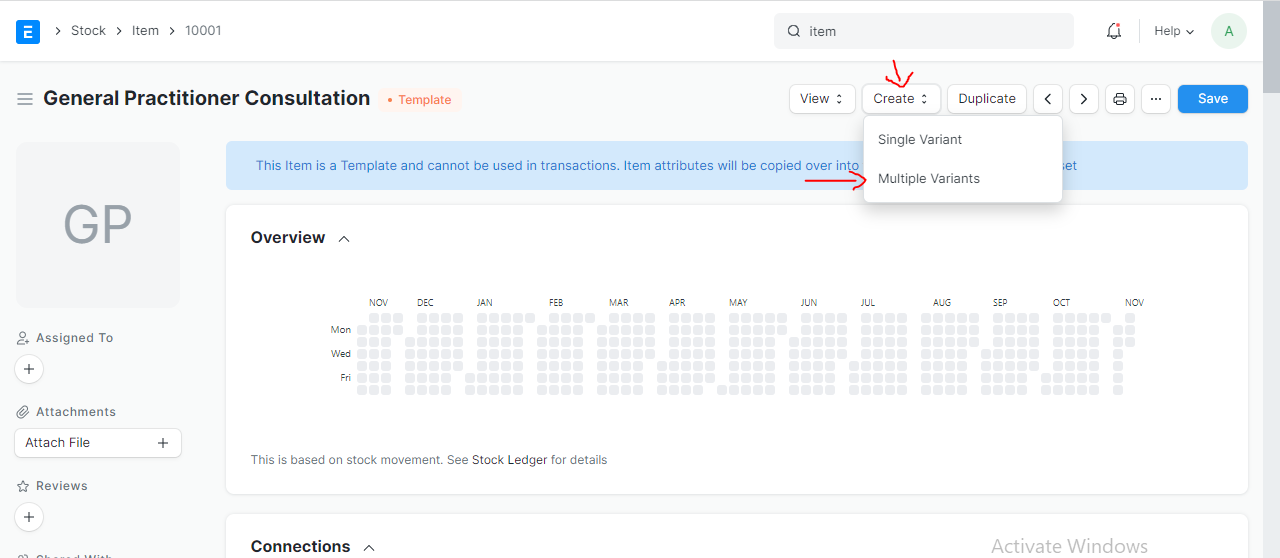 E
Stock
Item
10001
item
Help
A
General Practitioner Consultation
Template
View
Create
Duplicate
...
Save
Single Variant
Multiple Variants
This Item is a Template and cannot be used in transactions. Item attributes will be copied over into
set
GP
Overview
NOV DEC JAN FEB MAR APR MAY JUN JUL AUG SEP OCT NOV
Mon
Wed
Fri
Assigned To
Attachments
Attach File
Reviews
This is based on stock movement. See Stock Ledger for details
Shared With
Connections
Activate Windows